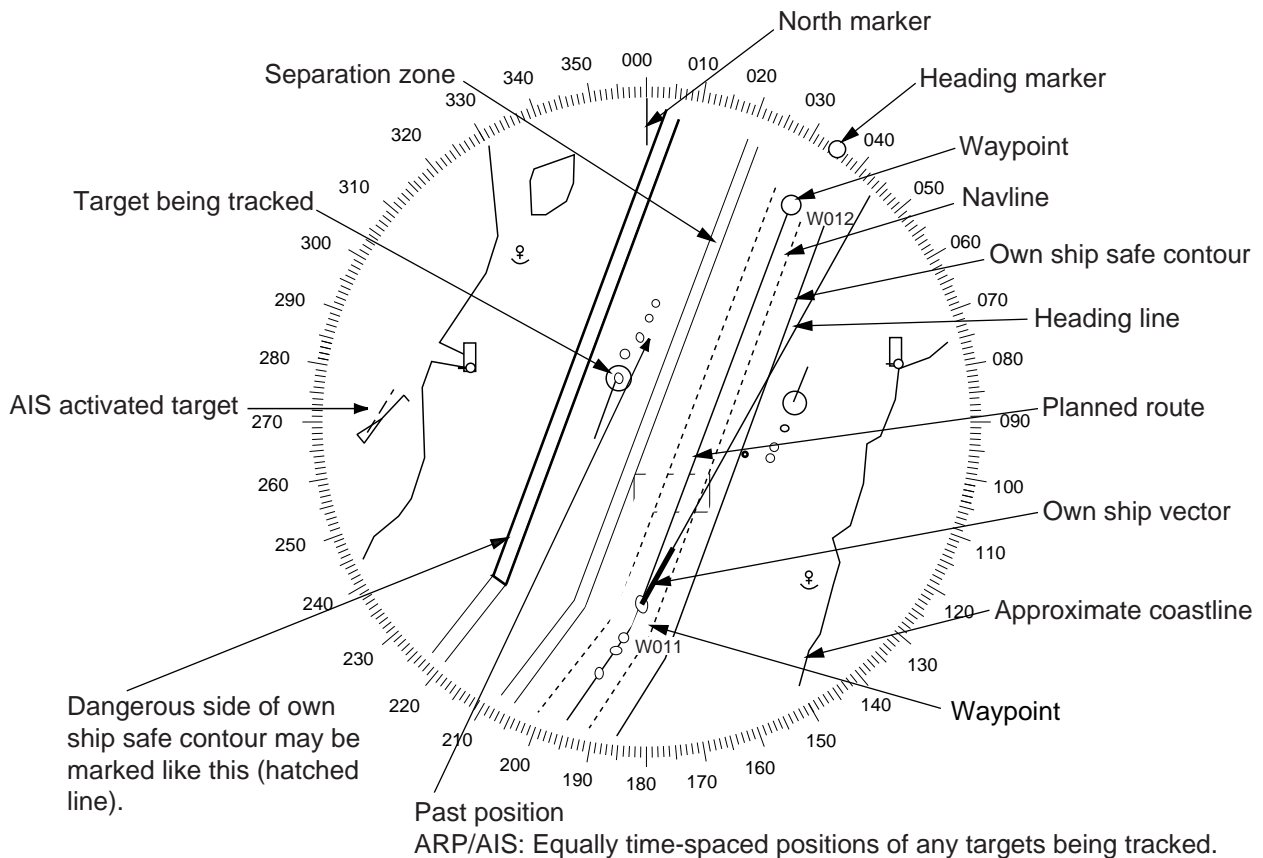 North marker
Separation zone
Heading marker
000
010
020
030
040
050
060
070
080
090
100
110
120
130
140
150
160
170
180
190
200
210
220
230
240
250
260
270
280
290
300
310
320
330
340
350
Waypoint
Target being tracked
Navline
W012
Own ship safe contour
Heading line
AIS activated target
Planned route
Own ship vector
Approximate coastline
W011
Waypoint
Dangerous side of own
ship safe contour may be
marked like this (hatched
line).
Past position
ARP/AIS: Equally time-spaced positions of any targets being tracked.